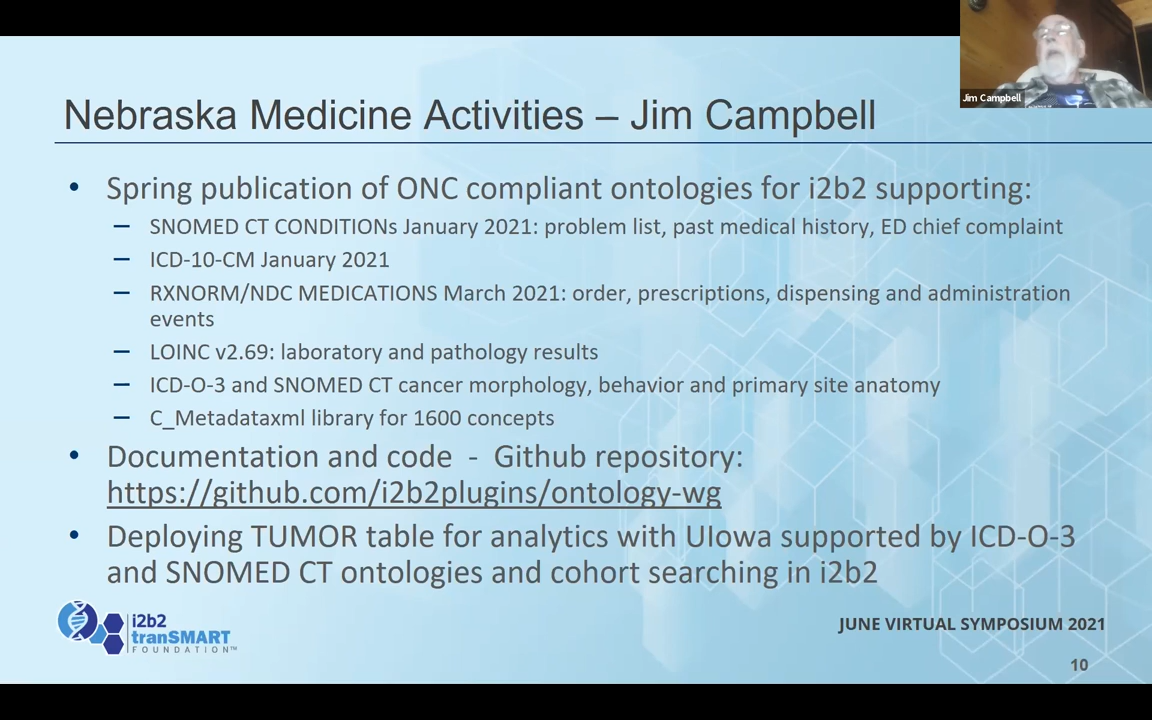 Jim Campbell
Nebraska Medicine Activities – Jim Campbell
• Spring publication of ONC compliant ontologies for i2b2 supporting:
– SNOMED CT CONDITIONs January 2021: problem list, past medical history, ED chief complaint
– ICD-10-CM January 2021
– RXNORM/NDC MEDICATIONS March 2021: order, prescriptions, dispensing and administration
events
– LOINC v2.69: laboratory and pathology results
– ICD-O-3 and SNOMED CT cancer morphology, behavior and primary site anatomy
– C_Metadataxml library for 1600 concepts
• Documentation and code - Github repository:
https://github.com/i2b2plugins/ontology-wg
• Deploying TUMOR table for analytics with UIowa supported by ICD-O-3
and SNOMED CT ontologies and cohort searching in i2b2
i2b2
tranSMART
FOUNDATION™
JUNE VIRTUAL SYMPOSIUM 2021
10